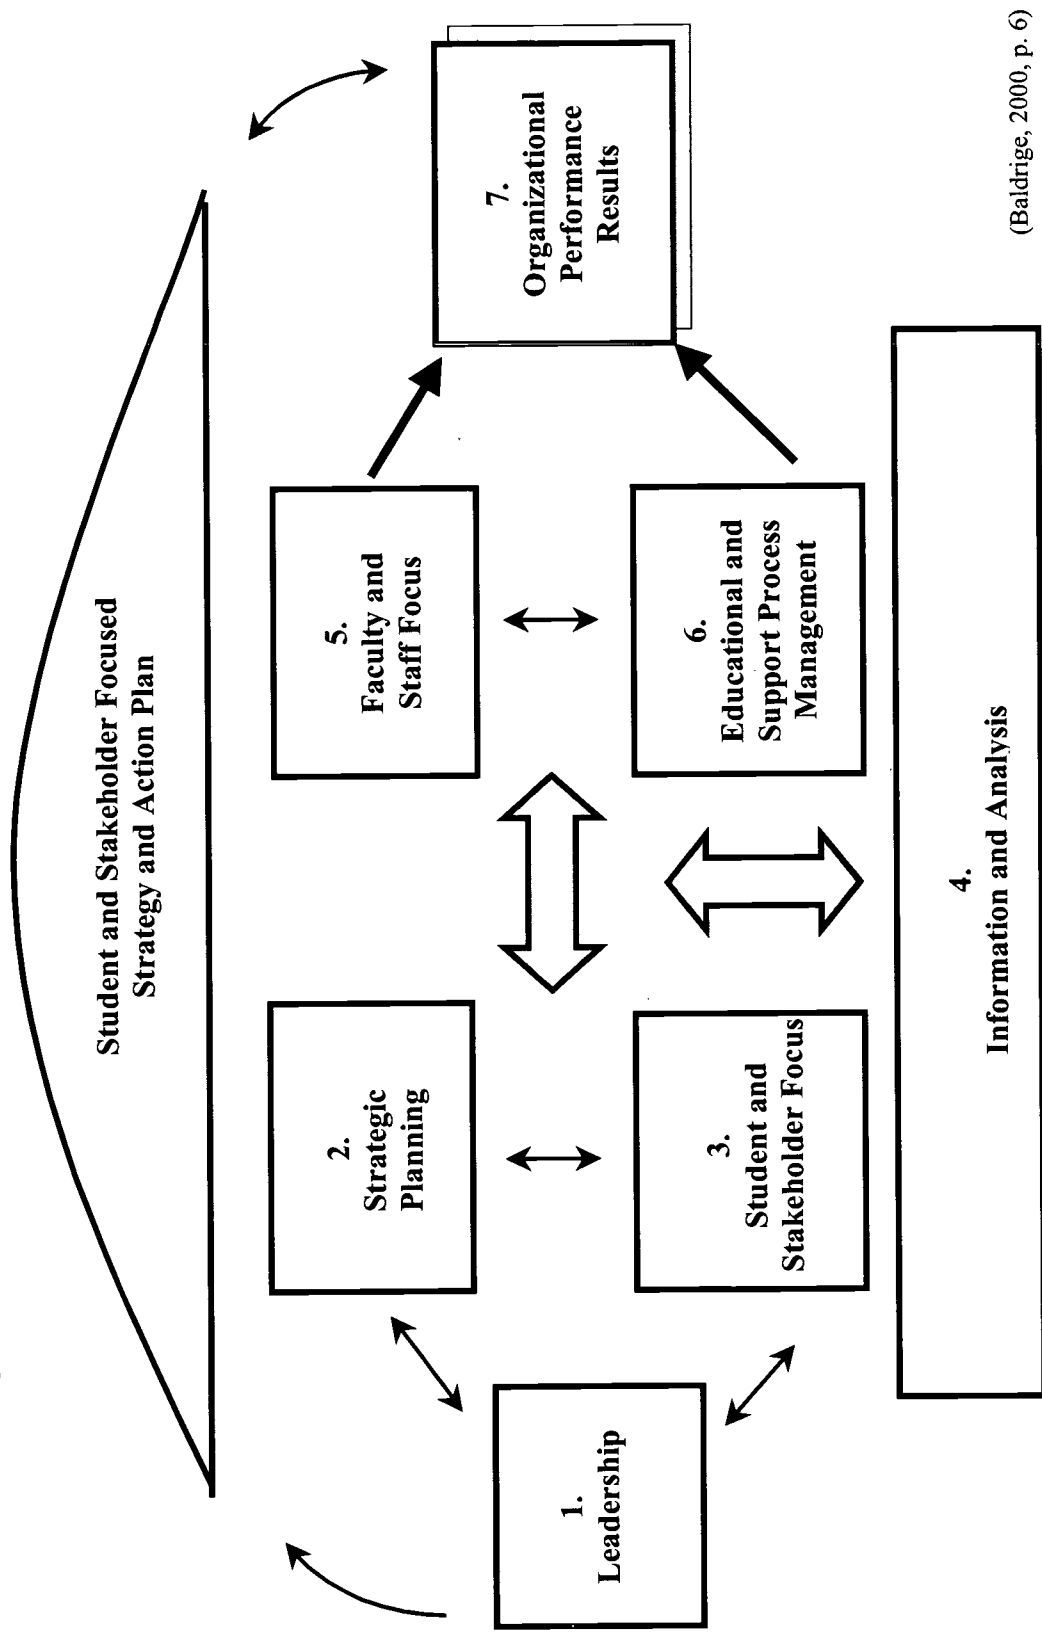 Student and Stakeholder Focused
Strategy and Action Plan
1.
Leadership
2.
Strategic
Planning
3.
Student and
Stakeholder Focus
5.
Faculty and
Staff Focus
6.
Educational and
Support Process
Management
7.
Organizational
Performance
Results
4.
Information and Analysis
(Baldrige, 2000, p. 6)